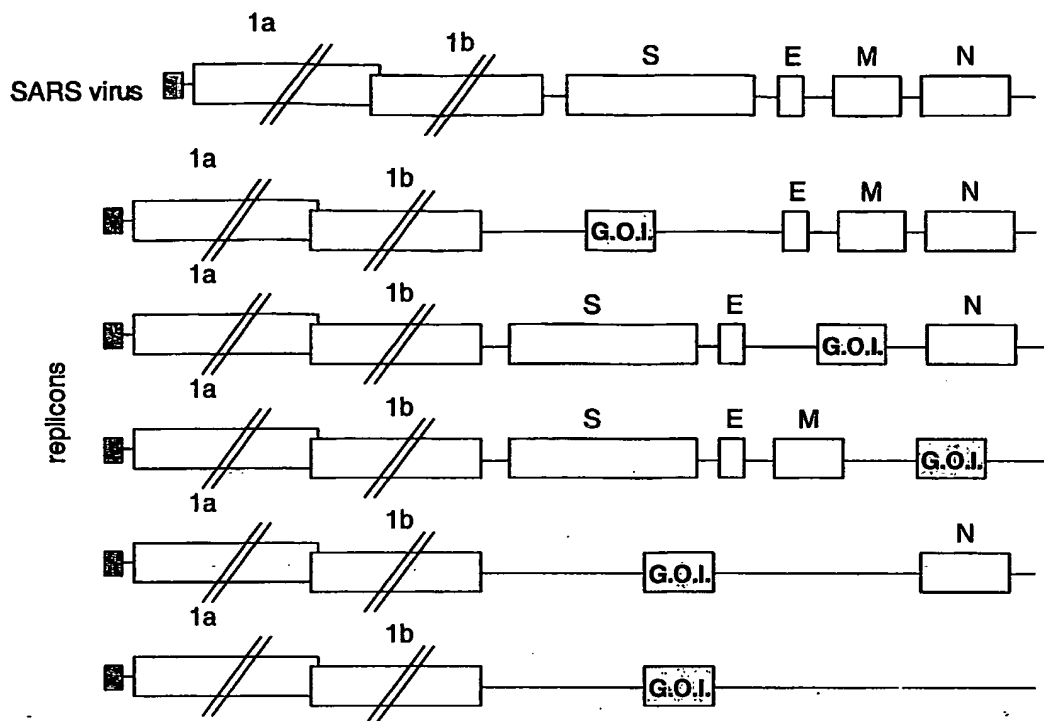 1a
1b S E M N
SARS virus
1a
1b E M N
G.O.I.
1a
1b S E N
G.O.I.
1a
1b S E M
G.O.I.
1a
1b N
G.O.I.
1a
1b
G.O.I.
replicons